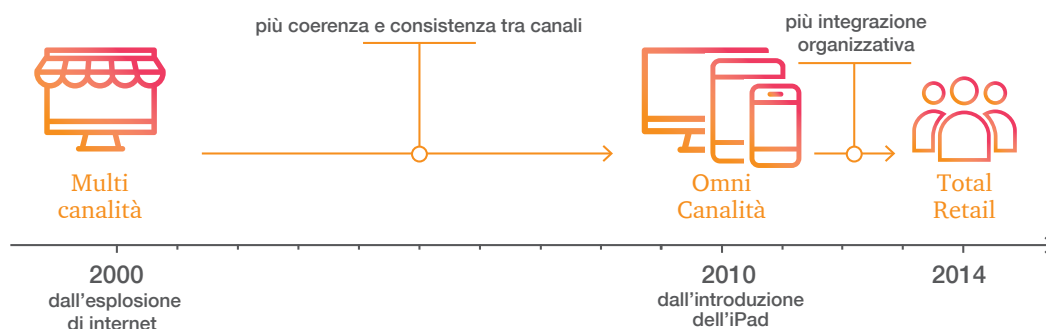 più coerenza e consistenza tra canali
più integrazione
organizzativa
Multi
canalità
Omni
Canalità
Total
Retail
2000
dall'esplosione
di internet
2010
dall'introduzione
dell'iPad
2014